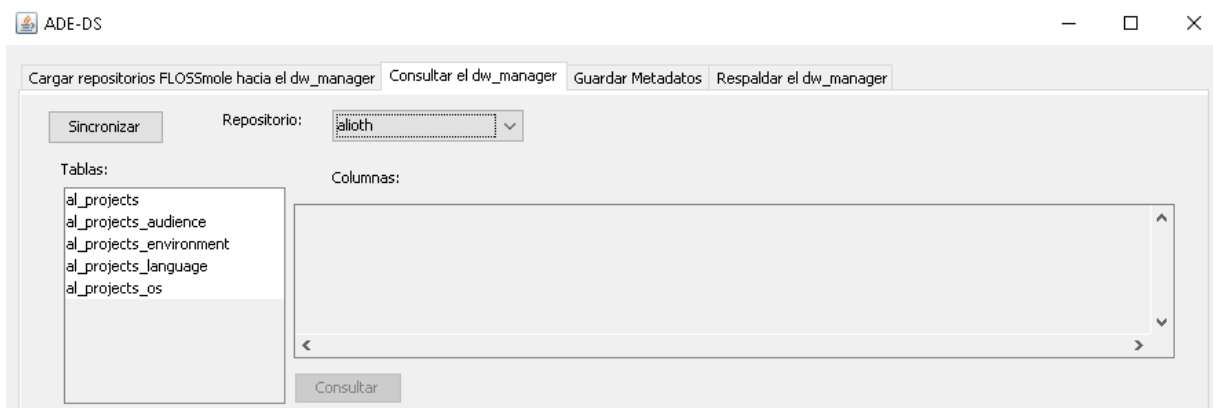 ADE-DS
Cargar repositorios FLOSSmole hacia el dw_manager Consultar el dw_manager Guardar Metadatos Respaldar el dw_manager
Sincronizar Repositorio: alioth
Tablas: Columnas:
al_projects
al_projects_audience
al_projects_environment
al_projects_language
al_projects_os
Consultar